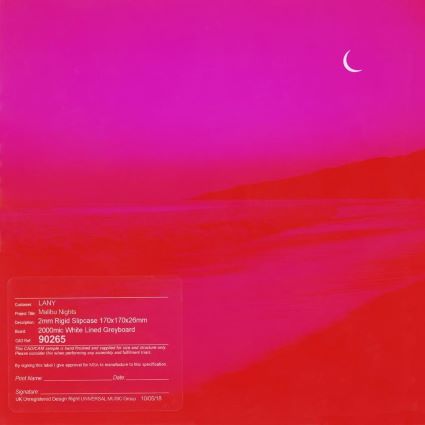 Customer: LANY
Project Title: Malibu Nights
Description: 2mm Rigid Slipcase 170x170x26mm
Board: 2000mic White Lined Greyboard
CAD Ref: 90265
This CAD/CAM sample is hand finished and supplied for size and structure only.
Please consider this when performing any assembly and fulfilment trials.
By signing this label I give approval for MSA to manufacture to this specification.
Print Name Date
Signature
UK Unregistered Design Right UNIVERSAL MUSIC Group 10/05/18